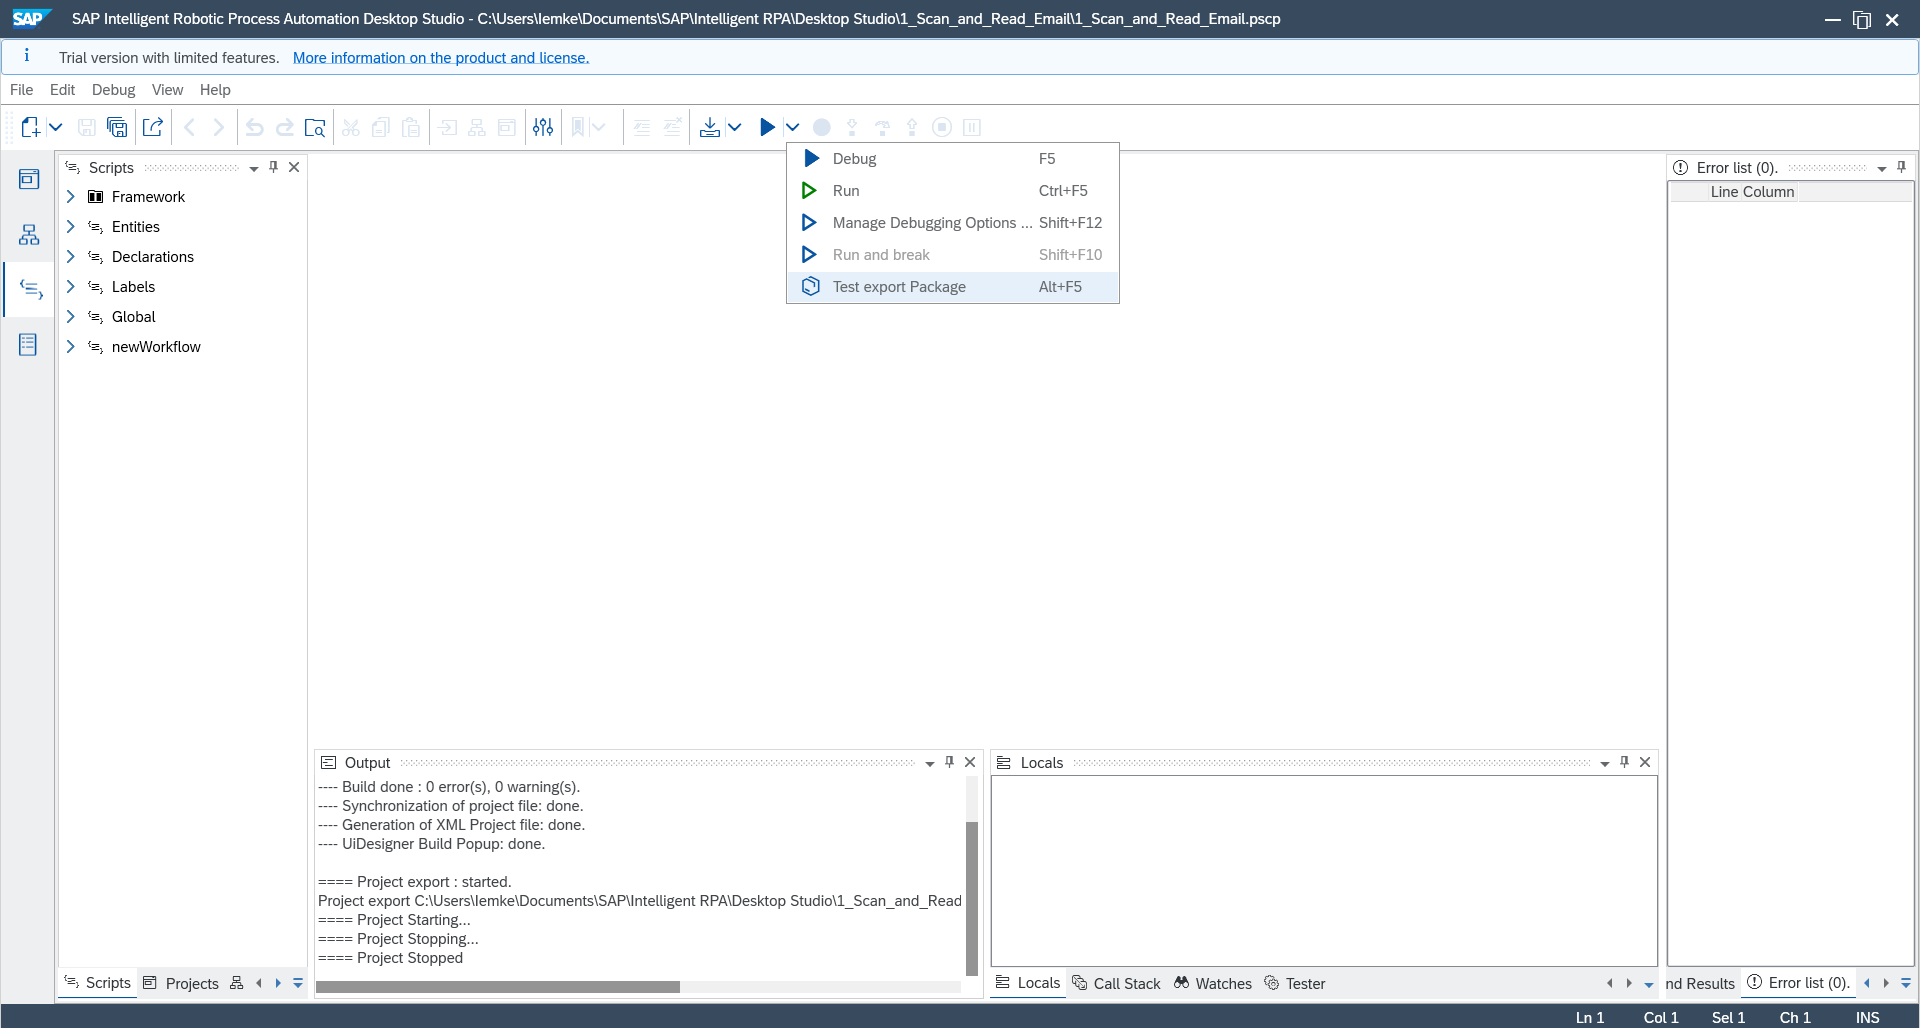 SAP SAP Intelligent Robotic Process Automation Desktop Studio - C:\Users\Iemke\Documents\SAP\Intelligent RPA\Desktop Studio\1_Scan_and_Read_Email\1_Scan_and_Read_Email.pscp
Trial version with limited features. More information on the product and license.
File Edit Debug View Help
Debug F5
Run Ctrl+F5
Manage Debugging Options ... Shift+F12
Run and break Shift+F10
Test export Package Alt+F5
Scripts
Framework
Entities
Declarations
Labels
Global
newWorkflow
Scripts Projects
Output
---- Build done : 0 error(s), 0 warning(s).
---- Synchronization of project file: done.
---- Generation of XML Project file: done.
---- UiDesigner Build Popup: done.
==== Project export : started.
Project export C:\Users\Iemke\Documents\SAP\Intelligent RPA\Desktop Studio\1_Scan_and_Read
==== Project Starting...
==== Project Stopping...
==== Project Stopped
Locals
Locals Call Stack Watches Tester
Error list (0).
Line Column
nd Results Error list (0).
Ln 1 Col 1 Sel 1 Ch 1 INS